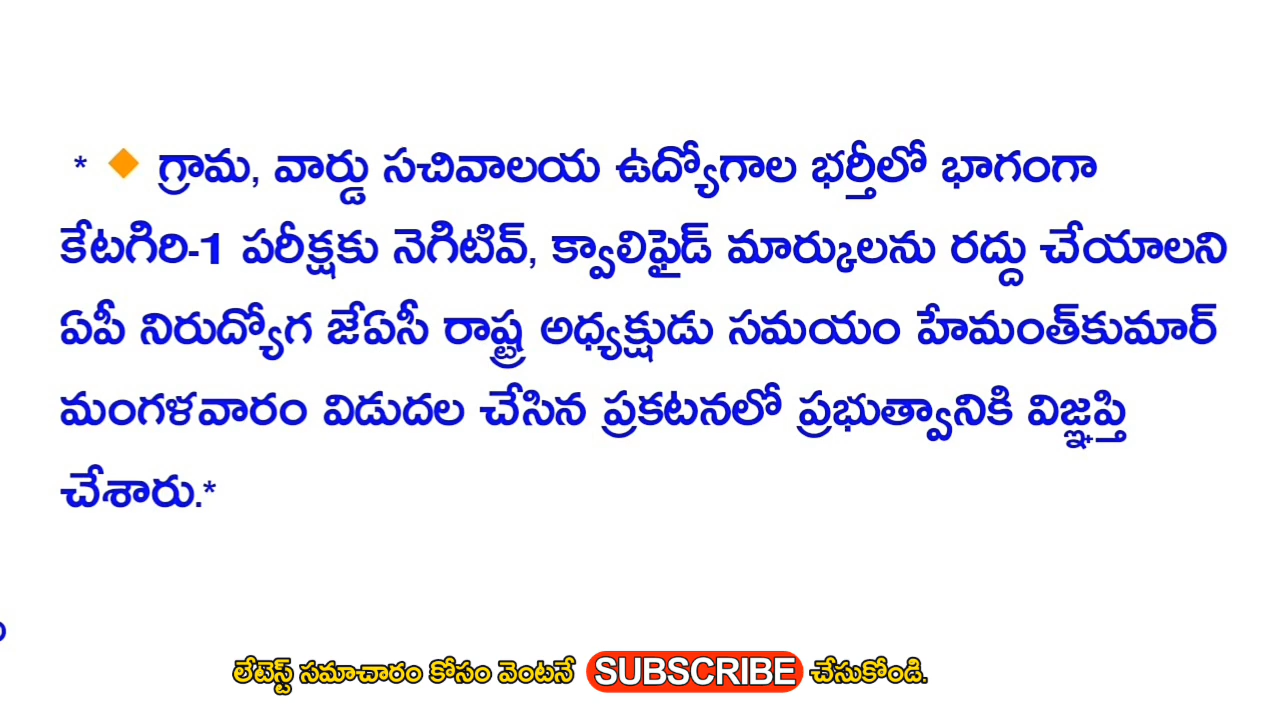 * 🔶 గ్రామ, వార్డు సచివాలయ ఉద్యోగాల భర్తీలో భాగంగా
కేటగిరి-1 పరీక్షకు నెగిటివ్, క్వాలిఫైడ్ మార్కులను రద్దు చేయాలని
ఏపీ నిరుద్యోగ జేఏసీ రాష్ట్ర అధ్యక్షుడు సమయం హేమంత్‌కుమార్
మంగళవారం విడుదల చేసిన ప్రకటనలో ప్రభుత్వానికి విజ్ఞప్తి
చేశారు.*
లేటెస్ట్ సమాచారం కోసం వెంటనే SUBSCRIBE చేసుకోండి.